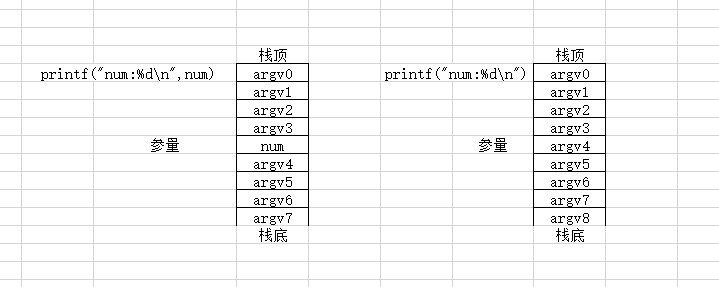 栈顶 栈顶
printf("num:%d\n",num) argv0 printf("num:%d\n") argv0
argv1 argv1
argv2 argv2
argv3 argv3
参量 num 参量 argv4
argv4 argv5
argv5 argv6
argv6 argv7
argv7 argv8
栈底 栈底